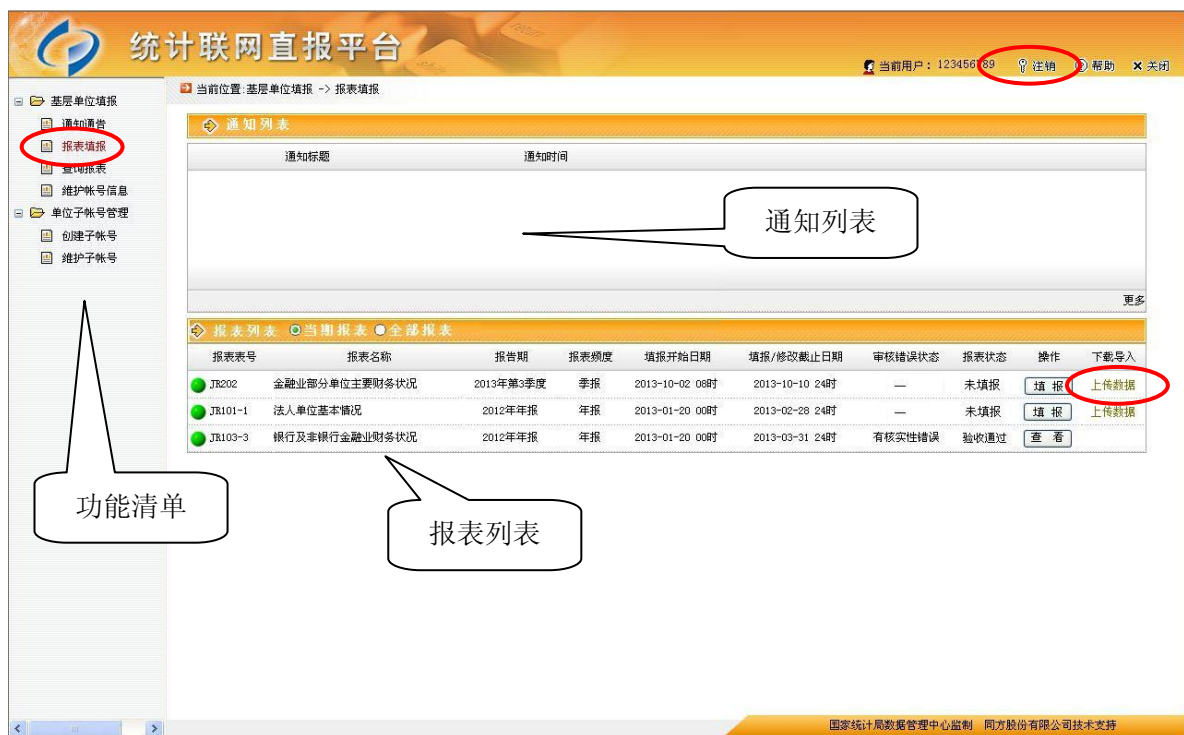 统计联网直报平台
当前用户：123456789 注销 帮助 关闭
当前位置:基层单位填报 -> 报表填报
基层单位填报
通知通告
报表填报
查询报表
维护帐号信息
单位子帐号管理
创建子帐号
维护子帐号
通知列表
通知标题 通知时间
通知列表
更多
报表列表 当期报表 全部报表
报表表号 报表名称 报告期 报表频度 填报开始日期 填报/修改截止日期 审核错误状态 报表状态 操作 下载导入
JR202 金融业部分单位主要财务状况 2013年第3季度 季报 2013-10-02 08时 2013-10-10 24时 — 未填报 填 报 上传数据
JR101-1 法人单位基本情况 2012年年报 年报 2013-01-20 00时 2013-02-28 24时 — 未填报 填 报 上传数据
JR103-3 银行及非银行金融业财务状况 2012年年报 年报 2013-01-20 00时 2013-03-31 24时 有核实性错误 验收通过 查 看
功能清单
报表列表
国家统计局数据管理中心监制 同方股份有限公司技术支持